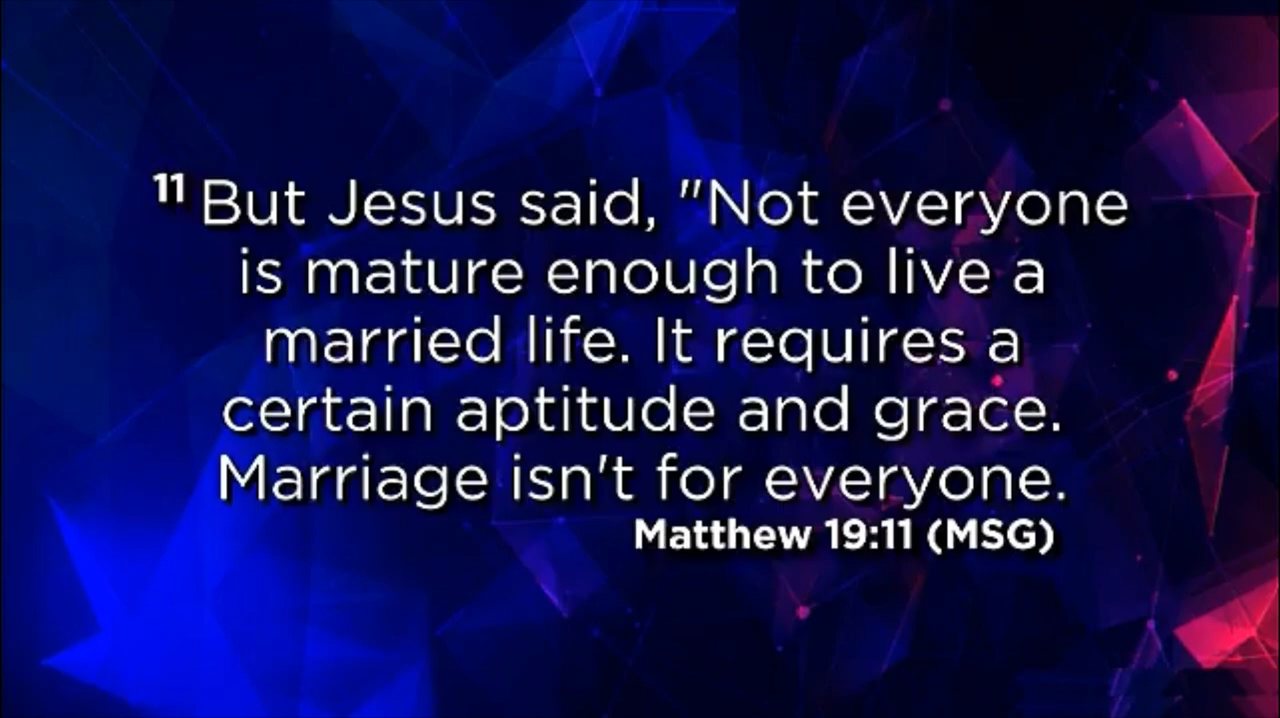 11 But Jesus said, "Not everyone
is mature enough to live a
married life. It requires a
certain aptitude and grace.
Marriage isn't for everyone.
Matthew 19:11 (MSG)